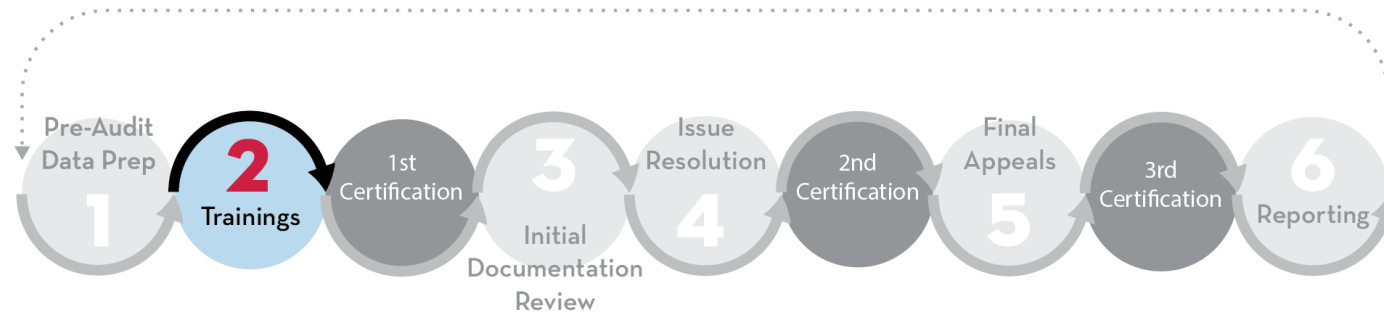 Pre-Audit
Data Prep
1
2
Trainings
1st
Certification
3
Initial
Documentation
Review
Issue
Resolution
4
2nd
Certification
Final
Appeals
5
3rd
Certification
6
Reporting